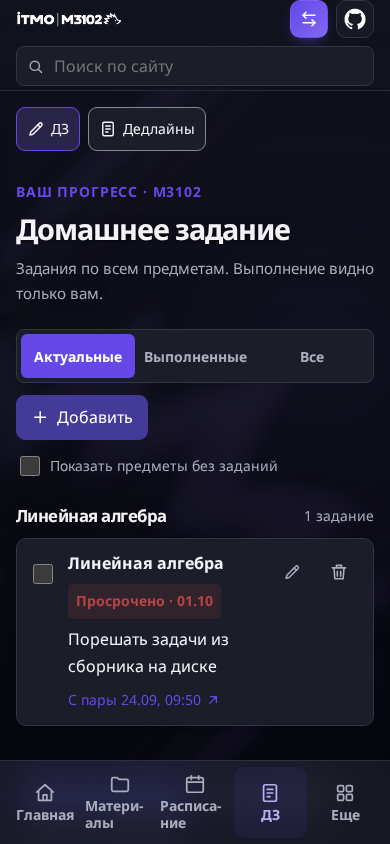 iTMO | M3102
Поиск по сайту
ДЗ
Дедлайны
ВАШ ПРОГРЕСС · M3102
Домашнее задание
Задания по всем предметам. Выполнение видно
только вам.
Актуальные
Выполненные
Все
+ Добавить
Показать предметы без заданий
Линейная алгебра
1 задание
Линейная алгебра
Просрочено · 01.10
Порешать задачи из
сборника на диске
С пары 24.09, 09:50 ↗
Главная
Матери-
алы
Расписа-
ние
ДЗ
Еще